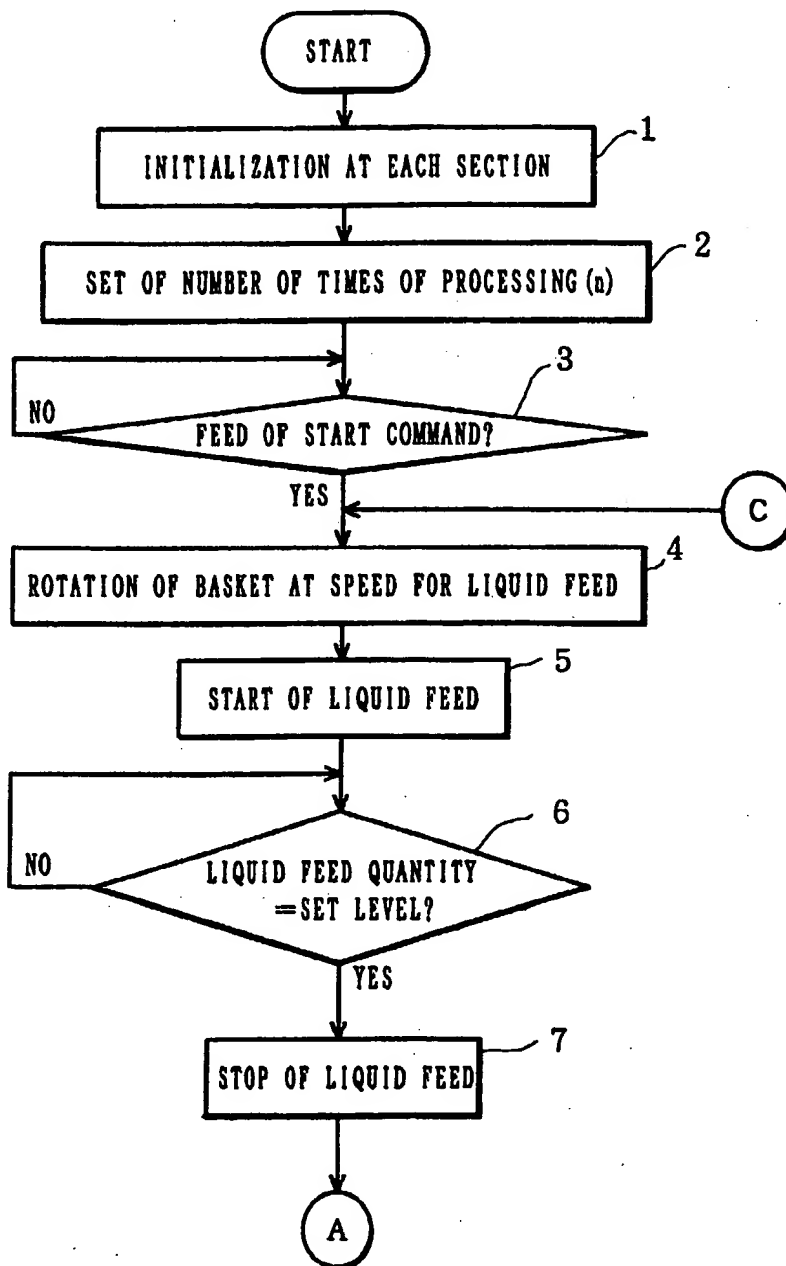 START
1
INITIALIZATION AT EACH SECTION
2
SET OF NUMBER OF TIMES OF PROCESSING(n)
3
NO
FEED OF START COMMAND?
YES
C
4
ROTATION OF BASKET AT SPEED FOR LIQUID FEED
5
START OF LIQUID FEED
6
NO
LIQUID FEED QUANTITY
=SET LEVEL?
YES
7
STOP OF LIQUID FEED
A